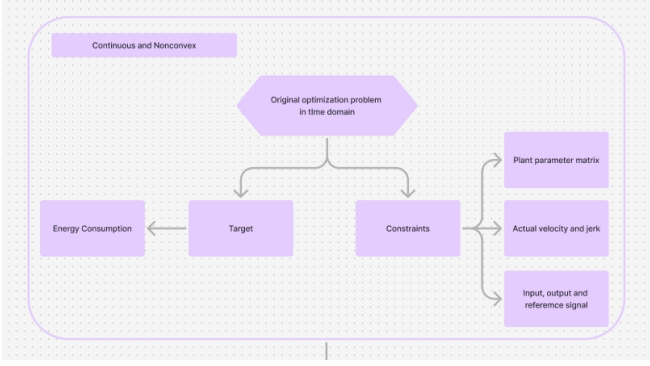 Continuous and Nonconvex
Original optimization problem
in tIme domain
Plant parameter matrix
Energy Consumption
Target
Constraints
Actual velocity and jerk
Input, output and
referemce signal